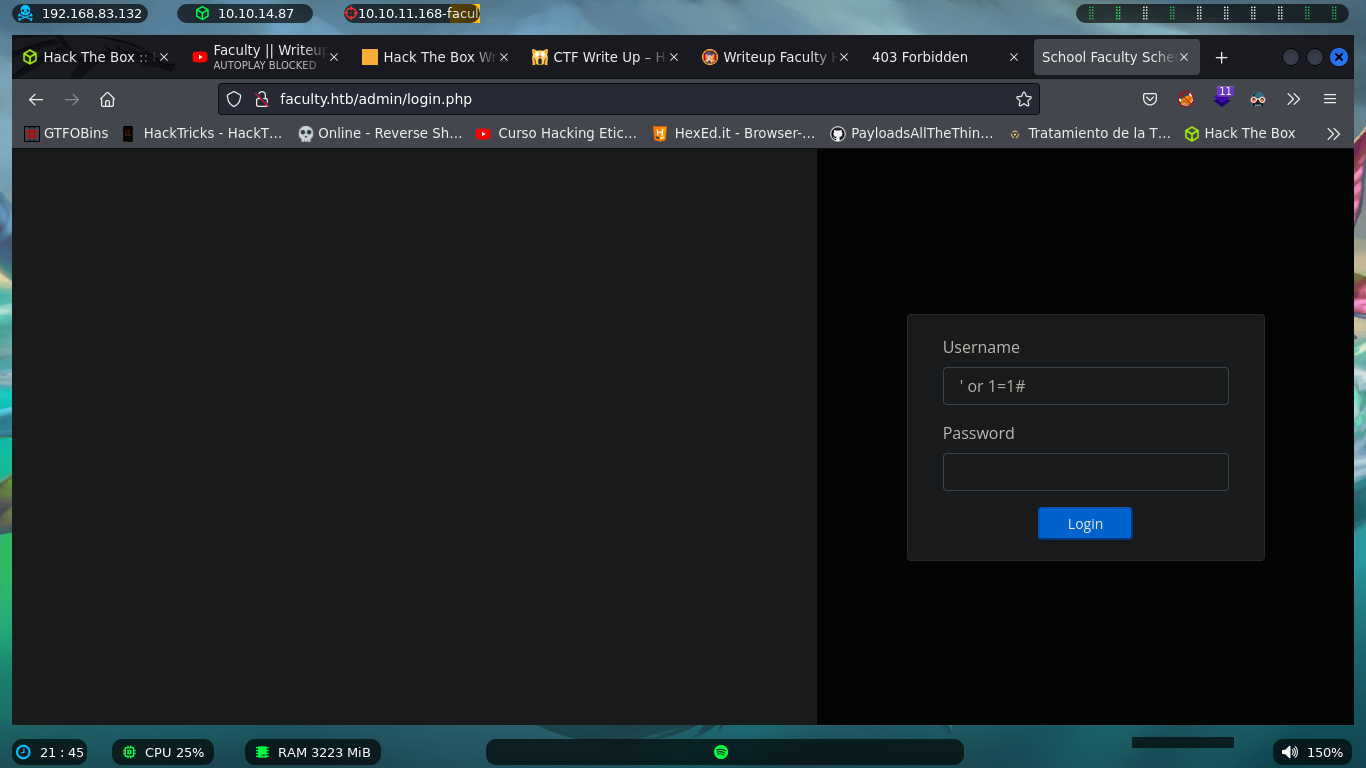 192.168.83.132 10.10.14.87 10.10.11.168-facul
Hack The Box :: Faculty || Writeup Hack The Box Wr CTF Write Up – H Writeup Faculty H 403 Forbidden School Faculty Sche
AUTOPLAY BLOCKED
faculty.htb/admin/login.php 11
GTFOBins HackTricks - HackT... Online - Reverse Sh... Curso Hacking Etic... HexEd.it - Browser-... PayloadsAllTheThin... Tratamiento de la T... Hack The Box
Username
' or 1=1#
Password
Login
21 : 45 CPU 25% RAM 3223 MiB 150%